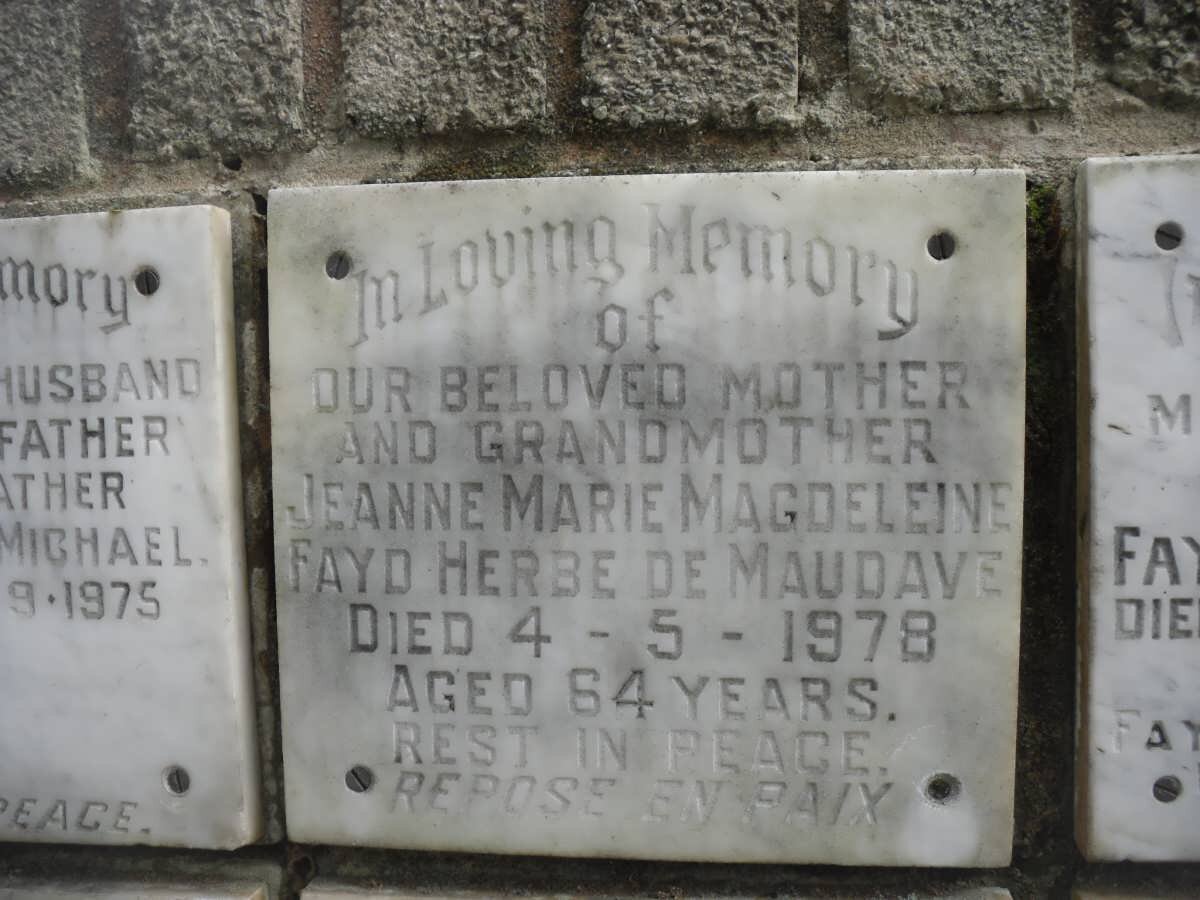 mory
HUSBAND
FATHER
ATHER
MICHAEL.
9·1975
PEACE.
In Loving Memory
of
OUR BELOVED MOTHER
AND GRANDMOTHER
JEANNE MARIE MAGDELEINE
FAYD HERBE DE MAUDAVE
DIED 4 - 5 - 1978
AGED 64 YEARS.
REST IN PEACE.
REPOSE EN PAIX
M
FAY
DIE
FAY